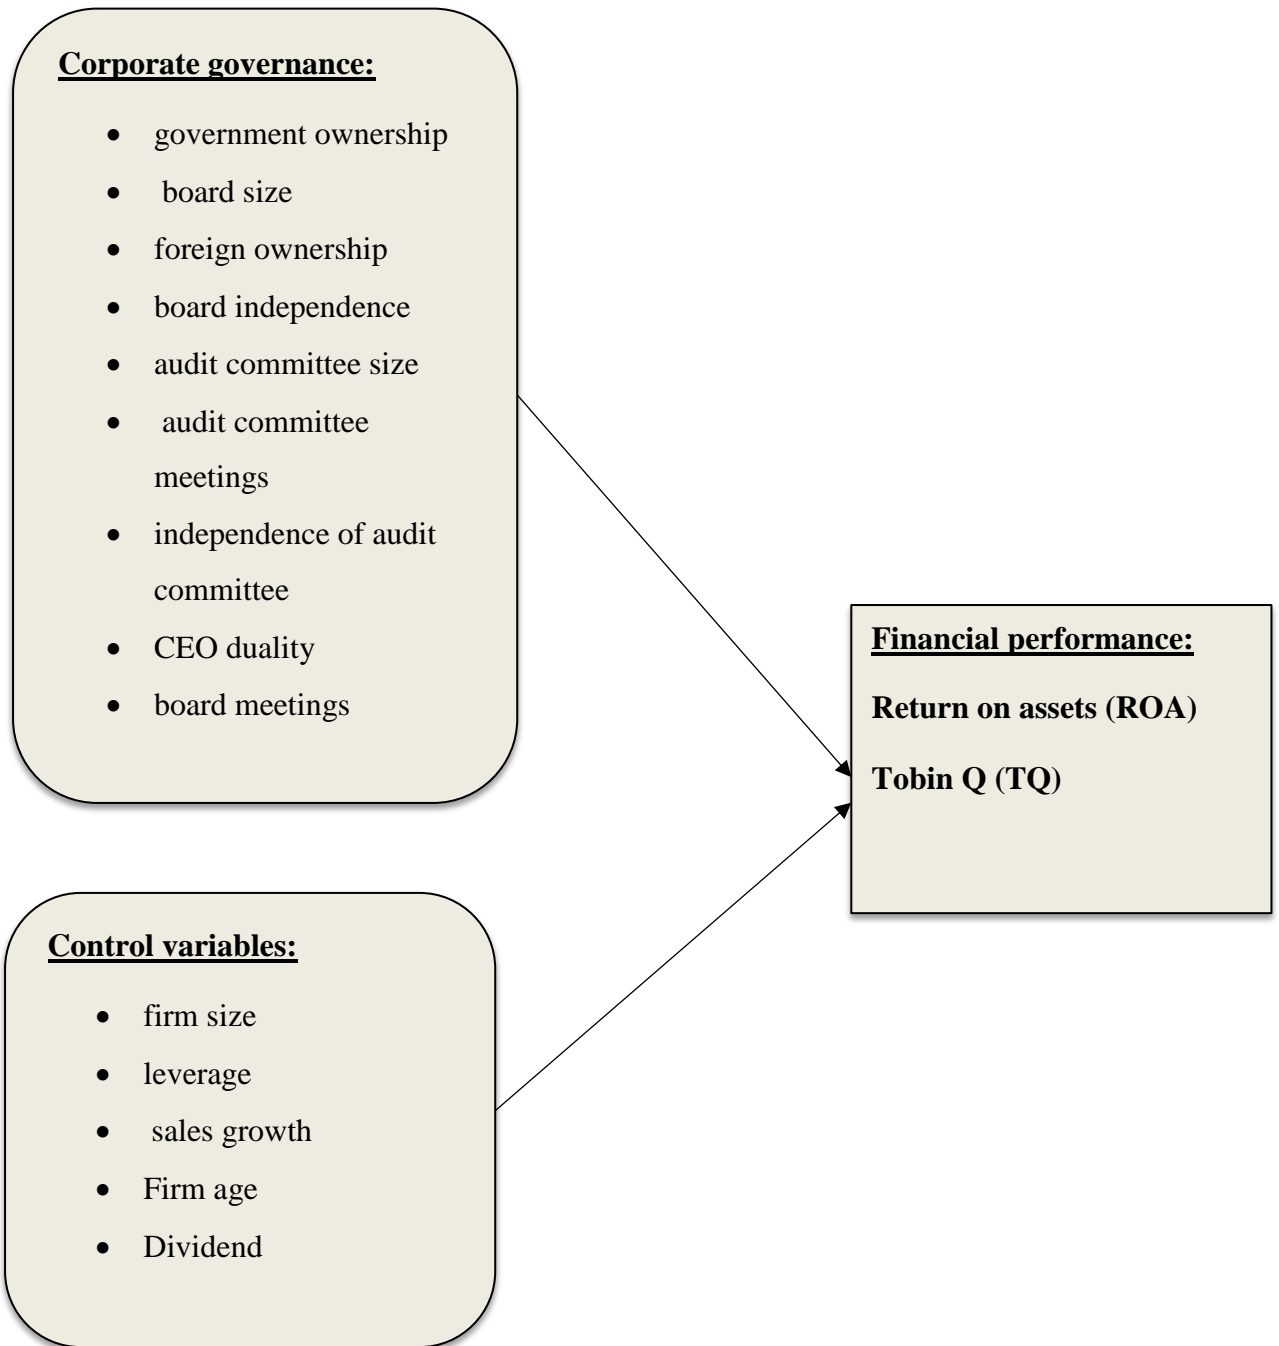 Corporate governance:
• government ownership
• board size
• foreign ownership
• board independence
• audit committee size
• audit committee
meetings
• independence of audit
committee
• CEO duality
• board meetings
Financial performance:
Return on assets (ROA)
Tobin Q (TQ)
Control variables:
• firm size
• leverage
• sales growth
• Firm age
• Dividend